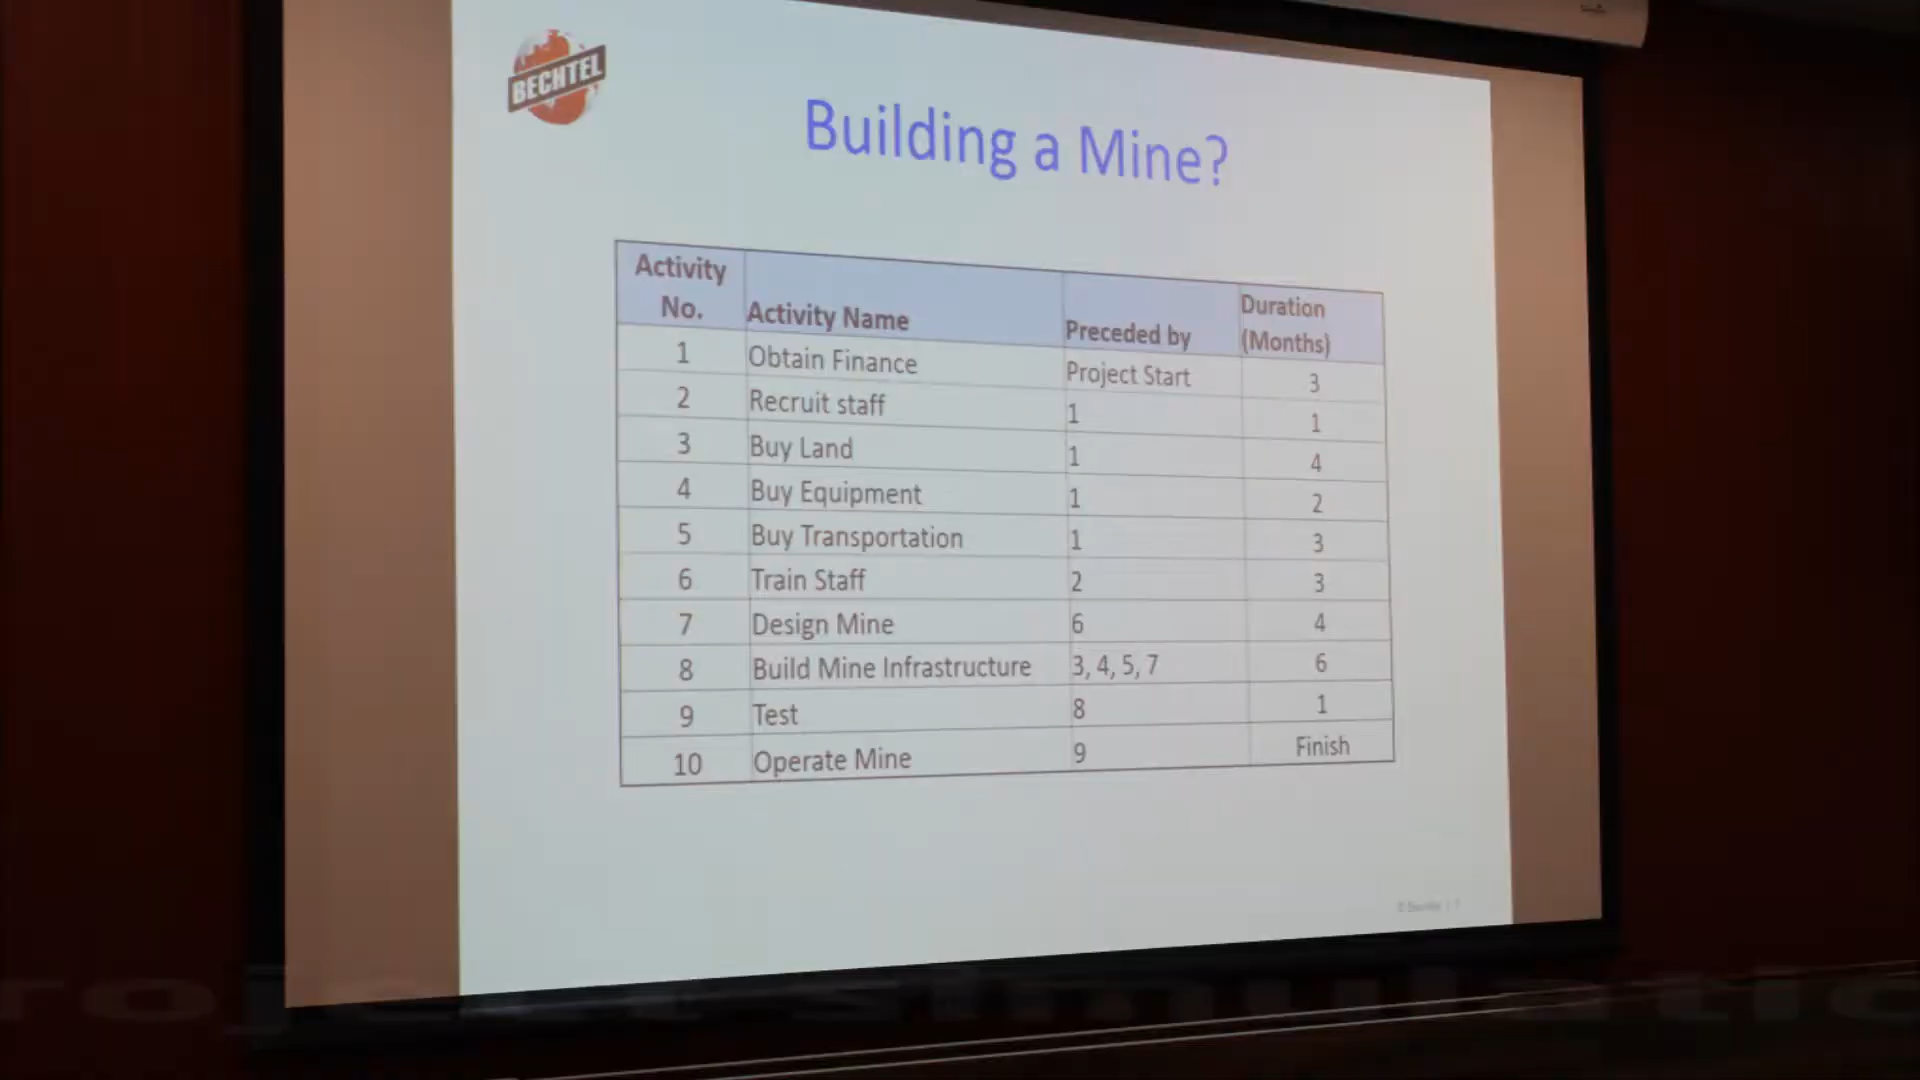 BECHTEL
Building a Mine?
Activity No. Activity Name Preceded by Duration (Months)
1 Obtain Finance Project Start 3
2 Recruit staff 1 1
3 Buy Land 1 4
4 Buy Equipment 1 2
5 Buy Transportation 1 3
6 Train Staff 2 3
7 Design Mine 6 4
8 Build Mine Infrastructure 3, 4, 5, 7 6
9 Test 8 1
10 Operate Mine 9 Finish